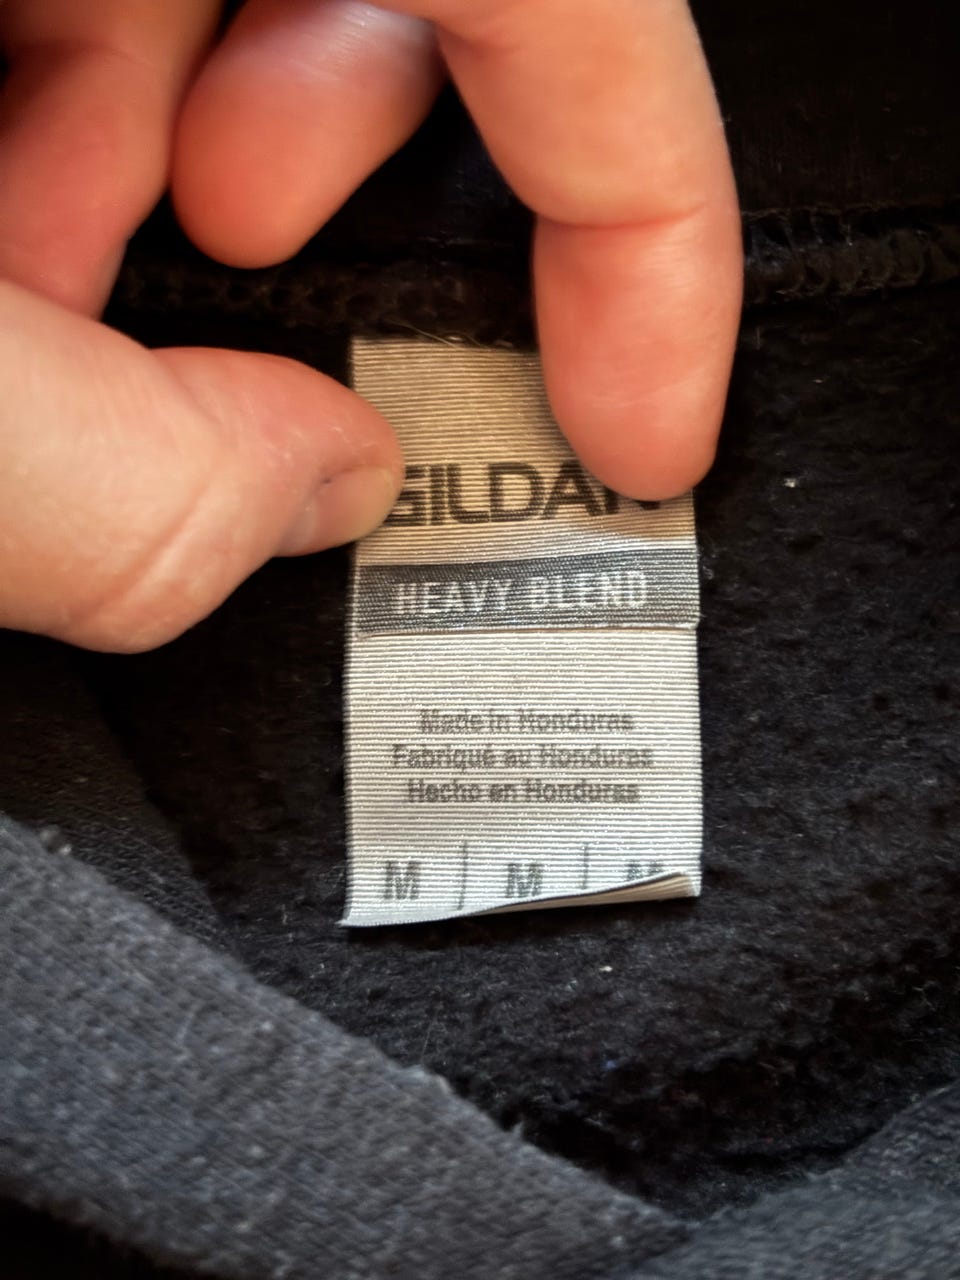 GILDAN
HEAVY BLEND
Made in Honduras
Fabriqué au Honduras
Hecho en Honduras
M | M | M